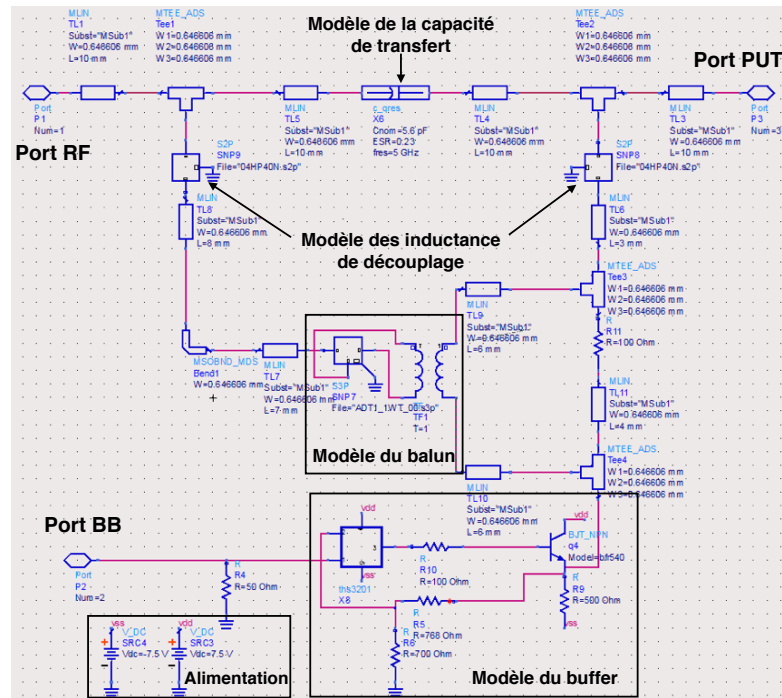 MLIN
TL1
Subst="MSub1"
W=0.646606 mm
L=10 mm
MTEE_ADS
Tee1
W1=0.646606 mm
W2=0.646606 mm
W3=0.646606 mm
Modèle de la capacité
de transfert
MTEE_ADS
Tee2
W1=0.646606 mm
W2=0.646606 mm
W3=0.646606 mm
Port PUT
Port
P1
Num=1
Port RF
MLIN
TL5
Subst="MSub1"
W=0.646606 mm
L=10 mm
c_qres
X6
Cnom=5.6 pF
ESR=0.23
fres=5 GHz
MLIN
TL4
Subst="MSub1"
W=0.646606 mm
L=10 mm
MLIN
TL3
Subst="MSub1"
W=0.646606 mm
L=10 mm
Port
P3
Num=3
S2P
SNP9
File="04HP40N.s2p"
S2P
SNP8
File="04HP40N.s2p"
MLIN
TL8
Subst="MSub1"
W=0.646606 mm
L=8 mm
Modèle des inductance
de découplage
MLIN
TL6
Subst="MSub1"
W=0.646606 mm
L=3 mm
MTEE_ADS
Tee3
W1=0.646606 mm
W2=0.646606 mm
W3=0.646606 mm
MLIN
TL9
Subst="MSub1"
W=0.646606 mm
L=6 mm
R
R11
R=100 Ohm
MSOBND_MDS
Bend1
W=0.646606 mm
MLIN
TL7
Subst="MSub1"
W=0.646606 mm
L=7 mm
S3P
SNP7
File="ADT1_1WT_00.s3p"
TF
TF1
T=1
Modèle du balun
MLIN
TL11
Subst="MSub1"
W=0.646606 mm
L=4 mm
MTEE_ADS
Tee4
W1=0.646606 mm
W2=0.646606 mm
W3=0.646606 mm
MLIN
TL10
Subst="MSub1"
W=0.646606 mm
L=6 mm
Port BB
Port
P2
Num=2
R
R4
R=50 Ohm
vdd
3
vss
ths3201
X8
R
R10
R=100 Ohm
vdd
BJT_NPN
q4
Model=bfr540
R
R9
R=500 Ohm
vss
R
R5
R=768 Ohm
R
R6
R=700 Ohm
Modèle du buffer
vss
V_DC
SRC4
Vdc=-7.5 V
vdd
V_DC
SRC3
Vdc=7.5 V
Alimentation